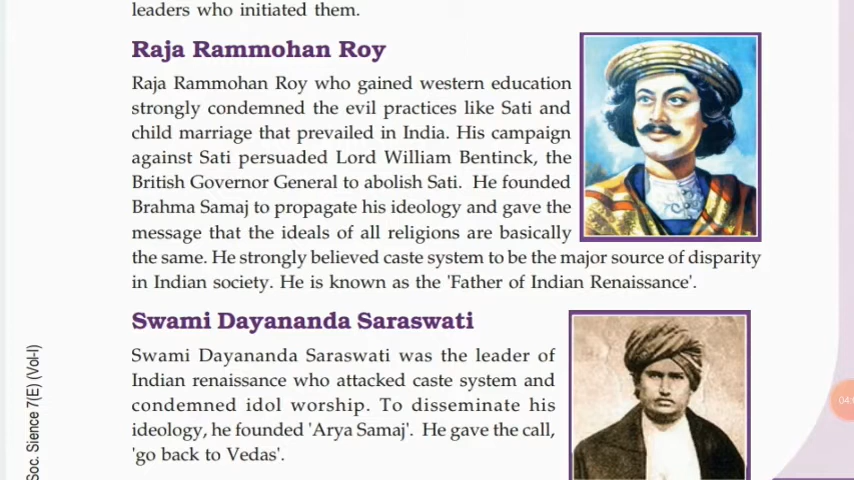 leaders who initiated them.
Raja Rammohan Roy
Raja Rammohan Roy who gained western education
strongly condemned the evil practices like Sati and
child marriage that prevailed in India. His campaign
against Sati persuaded Lord William Bentinck, the
British Governor General to abolish Sati. He founded
Brahma Samaj to propagate his ideology and gave the
message that the ideals of all religions are basically
the same. He strongly believed caste system to be the major source of disparity
in Indian society. He is known as the 'Father of Indian Renaissance'.
Swami Dayananda Saraswati
Swami Dayananda Saraswati was the leader of
Indian renaissance who attacked caste system and
condemned idol worship. To disseminate his
ideology, he founded 'Arya Samaj'. He gave the call,
'go back to Vedas'.
Soc. Sience 7(E) (Vol-I)